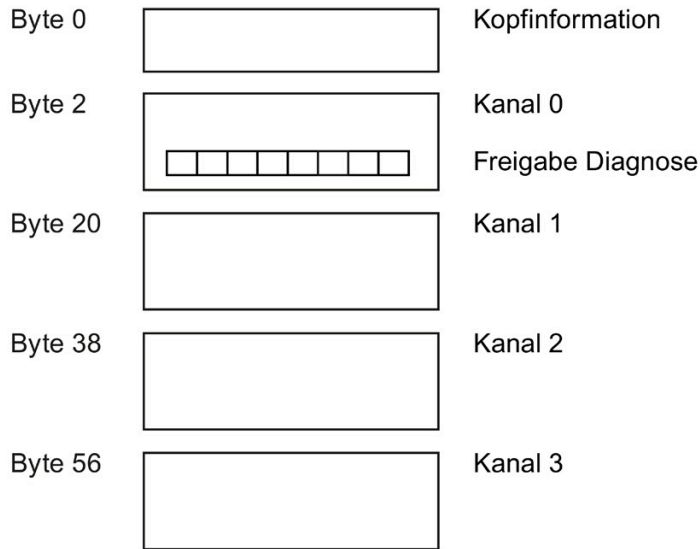 Byte 0 Kopfinformation
Byte 2 Kanal 0
Freigabe Diagnose
Byte 20 Kanal 1
Byte 38 Kanal 2
Byte 56 Kanal 3